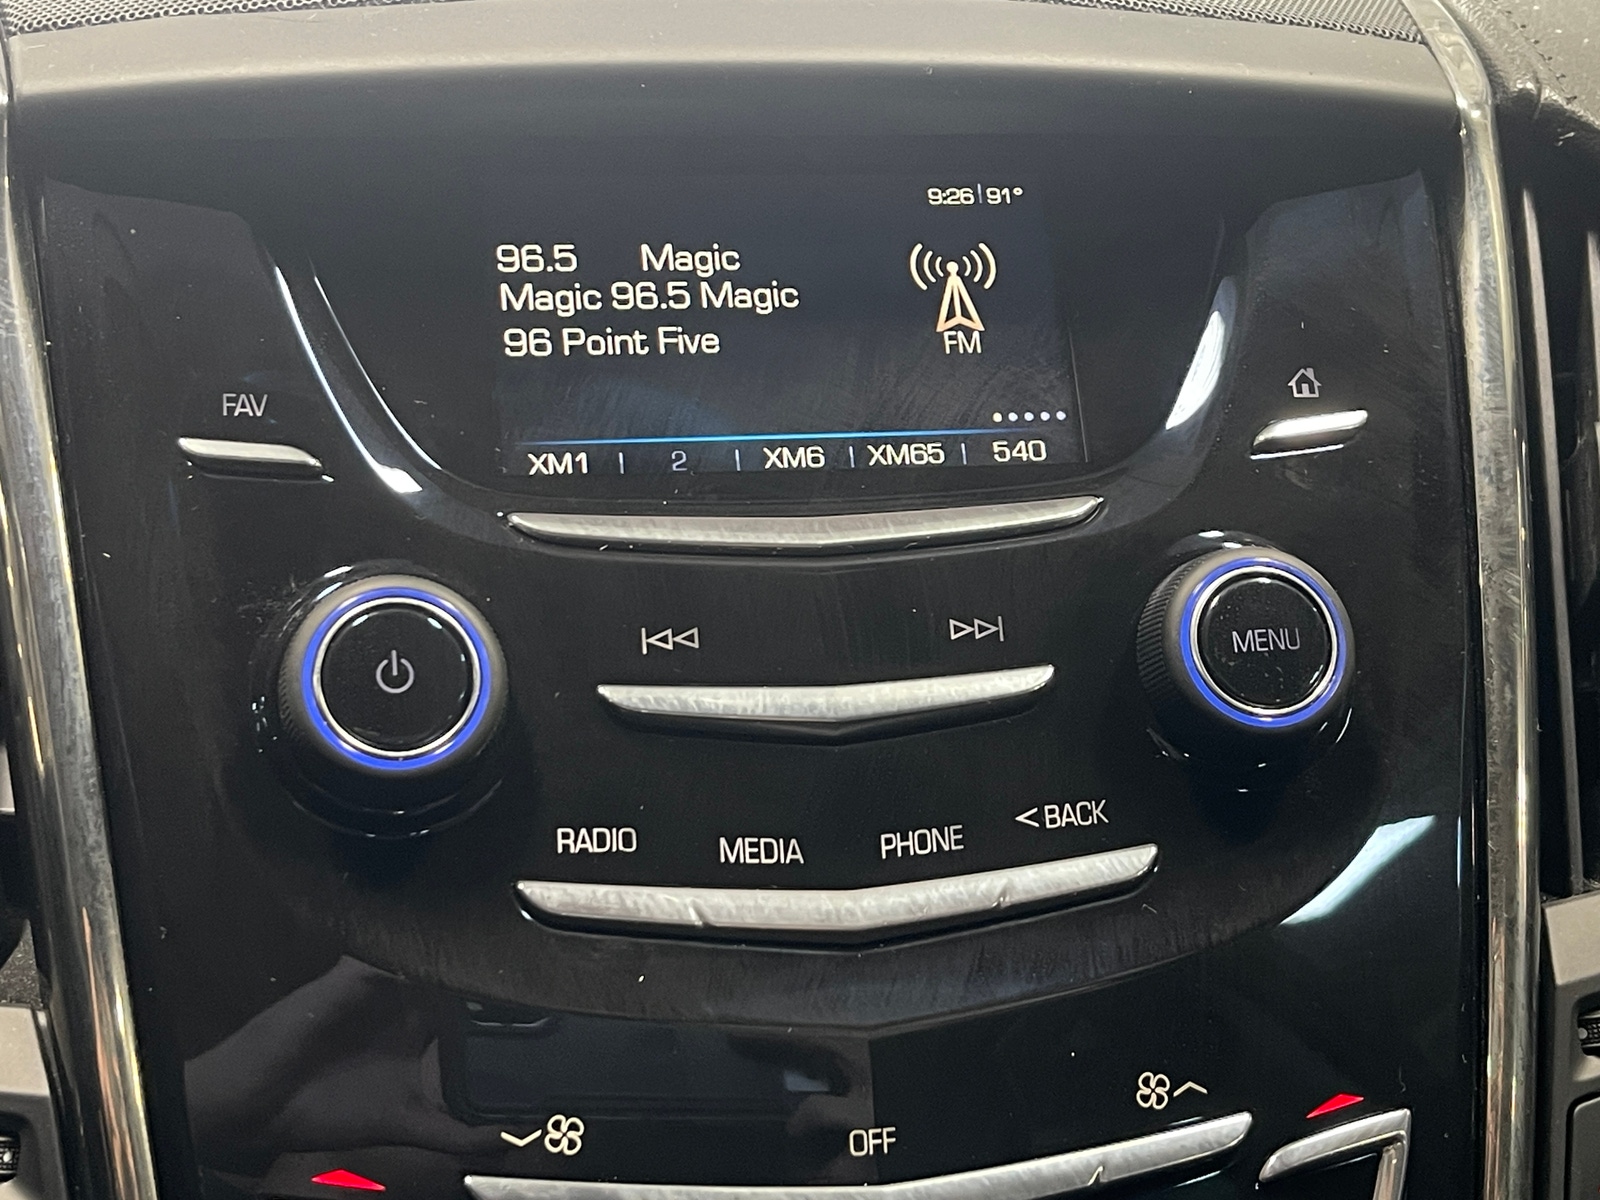 9:26|91°
96.5 Magic
Magic 96.5 Magic
96 Point Five
FM
FAV
XM1 | 2 | XM6 | XM65 | 540
MENU
RADIO MEDIA PHONE < BACK
OFF